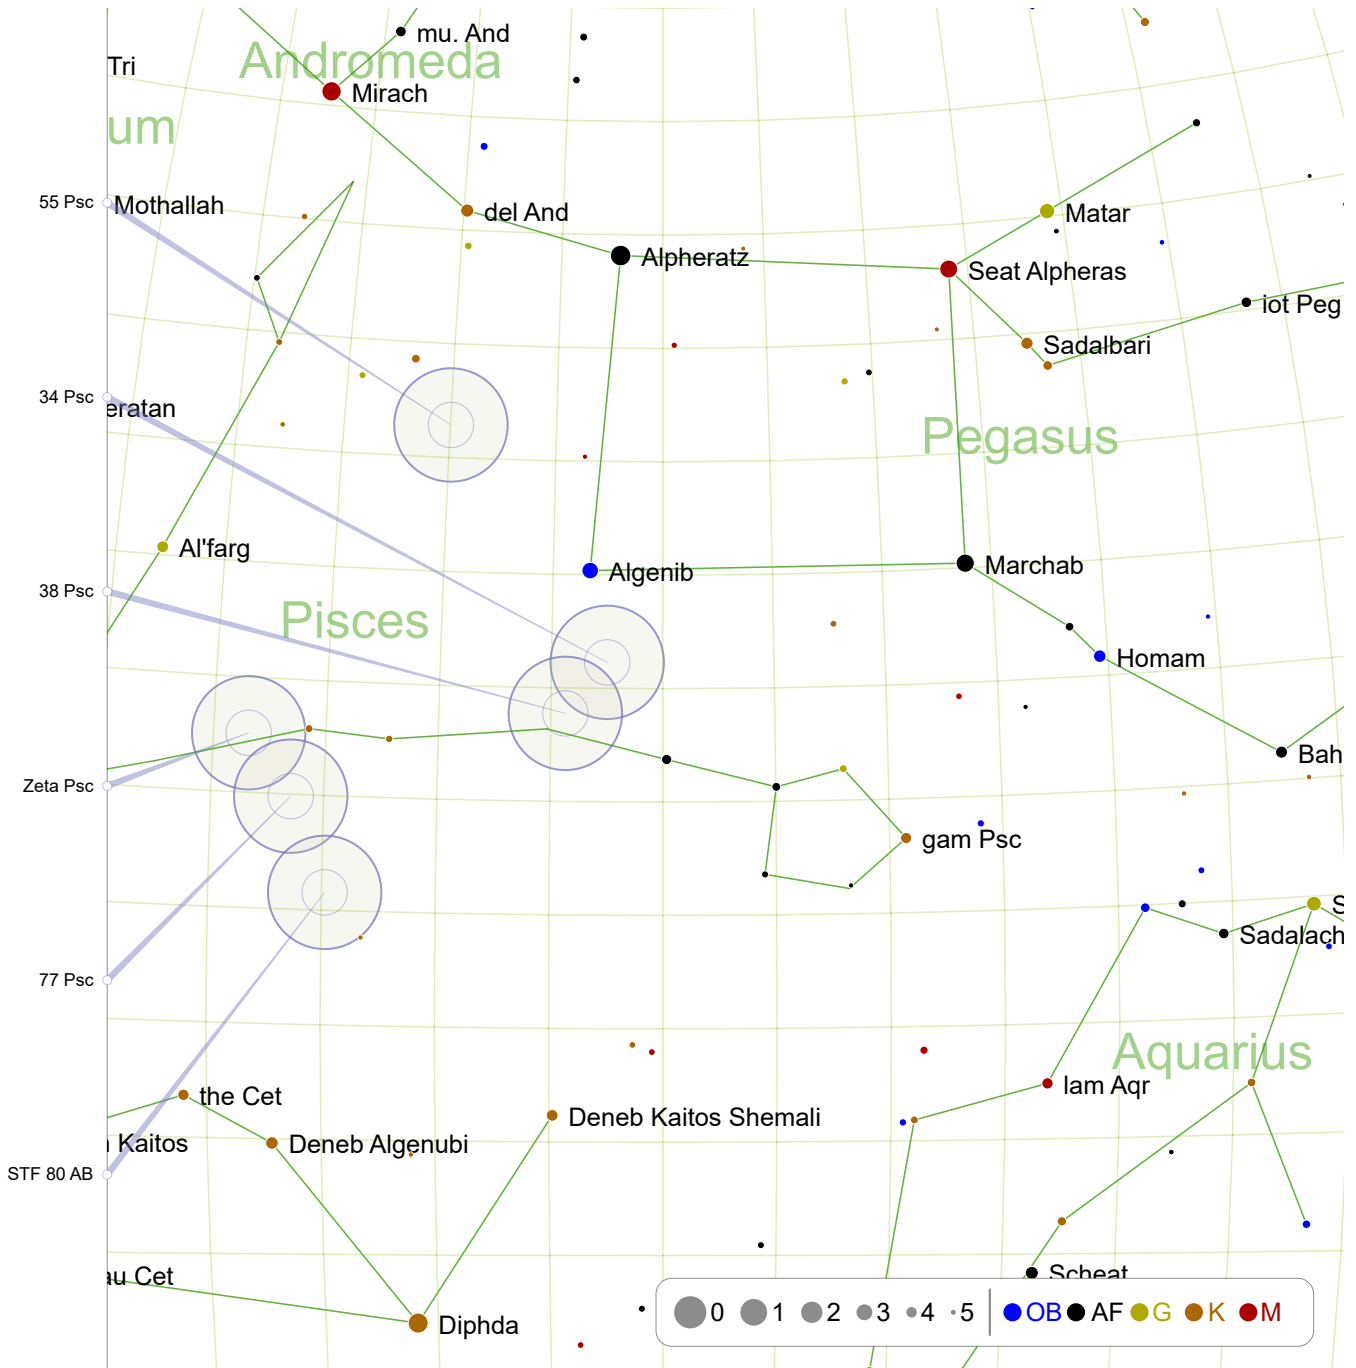 mu. And
Andromeda
Tri
Mirach
um
55 Psc
Mothallah
del And
Matar
Alpheratz
Seat Alpheras
iot Peg
Sadalbari
34 Psc
eratan
Pegasus
Al'farg
Algenib
Marchab
38 Psc
Pisces
Homam
Bah
Zeta Psc
gam Psc
S
Sadalach
77 Psc
Aquarius
lam Aqr
the Cet
Deneb Kaitos Shemali
Kaitos
Deneb Algenubi
STF 80 AB
au Cet
Scheat
Diphda
0 1 2 3 4 5 OB AF G K M